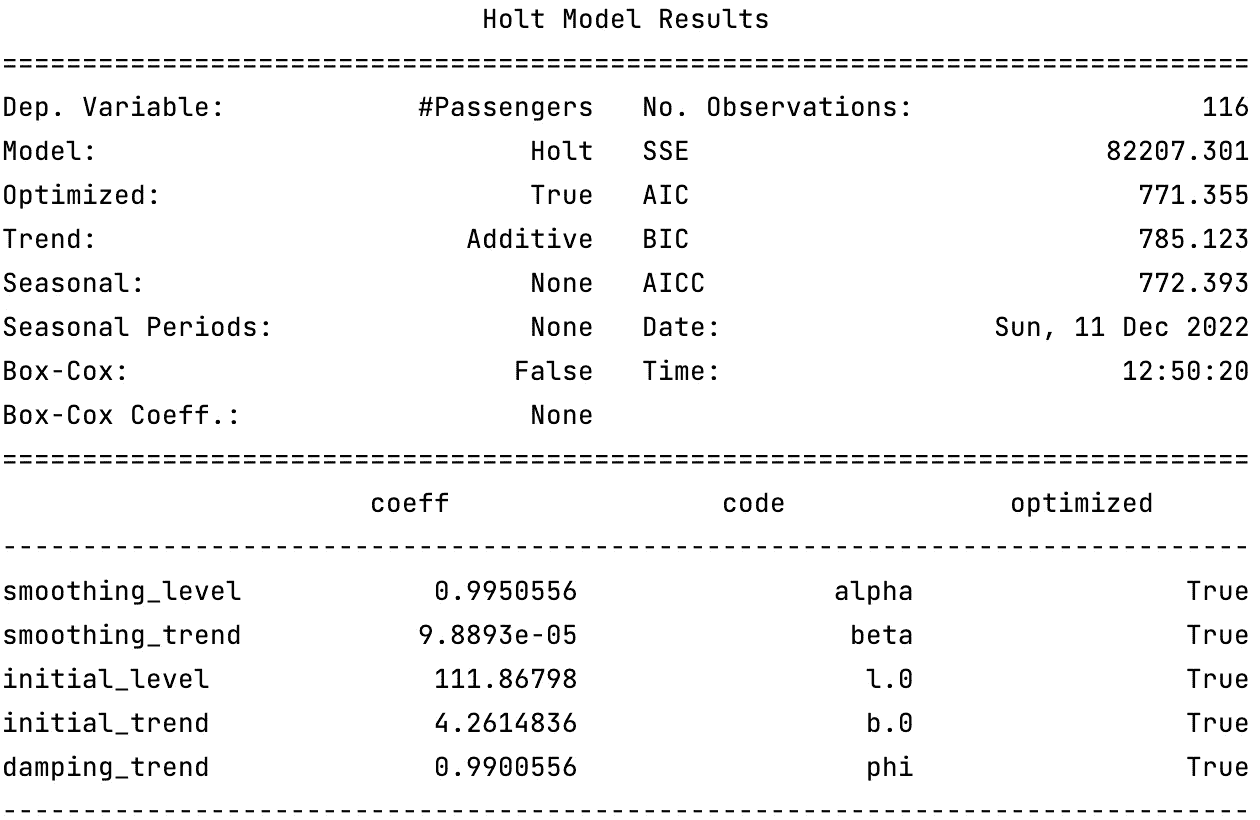 Holt Model Results
==============================================================================
Dep. Variable:            #Passengers   No. Observations:                  116
Model:                           Holt   SSE                          82207.301
Optimized:                       True   AIC                            771.355
Trend:                       Additive   BIC                            785.123
Seasonal:                        None   AICC                           772.393
Seasonal Periods:                None   Date:                 Sun, 11 Dec 2022
Box-Cox:                        False   Time:                         12:50:20
Box-Cox Coeff.:                  None
==============================================================================
                       coeff                 code              optimized
------------------------------------------------------------------------------
smoothing_level            0.9950556                alpha                 True
smoothing_trend           9.8893e-05                 beta                 True
initial_level              111.86798                  l.0                 True
initial_trend              4.2614836                  b.0                 True
damping_trend              0.9900556                  phi                 True
------------------------------------------------------------------------------